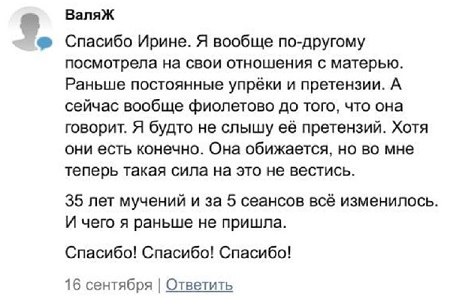 ВаляЖ
Спасибо Ирине. Я вообще по-другому
посмотрела на свои отношения с матерью.
Раньше постоянные упрёки и претензии. А
сейчас вообще фиолетово до того, что она
говорит. Я будто не слышу её претензий. Хотя
они есть конечно. Она обижается, но во мне
теперь такая сила на это не вестись.
35 лет мучений и за 5 сеансов всё изменилось.
И чего я раньше не пришла.
Спасибо! Спасибо! Спасибо!
16 сентября | Ответить